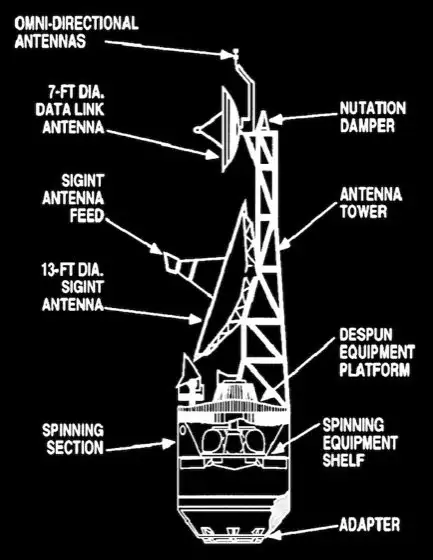 OMNI-DIRECTIONAL
ANTENNAS
7-FT DIA.
DATA LINK
ANTENNA
NUTATION
DAMPER
SIGINT
ANTENNA
FEED
ANTENNA
TOWER
13-FT DIA.
SIGINT
ANTENNA
DESPUN
EQUIPMENT
PLATFORM
SPINNING
SECTION
SPINNING
EQUIPMENT
SHELF
ADAPTER